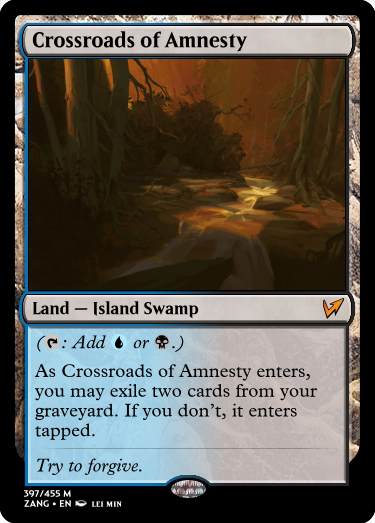 Crossroads of Amnesty
Land — Island Swamp
(: Add or .)
As Crossroads of Amnesty enters,
you may exile two cards from your
graveyard. If you don't, it enters
tapped.
Try to forgive.
397/455 M
ZANG • EN LEI MIN